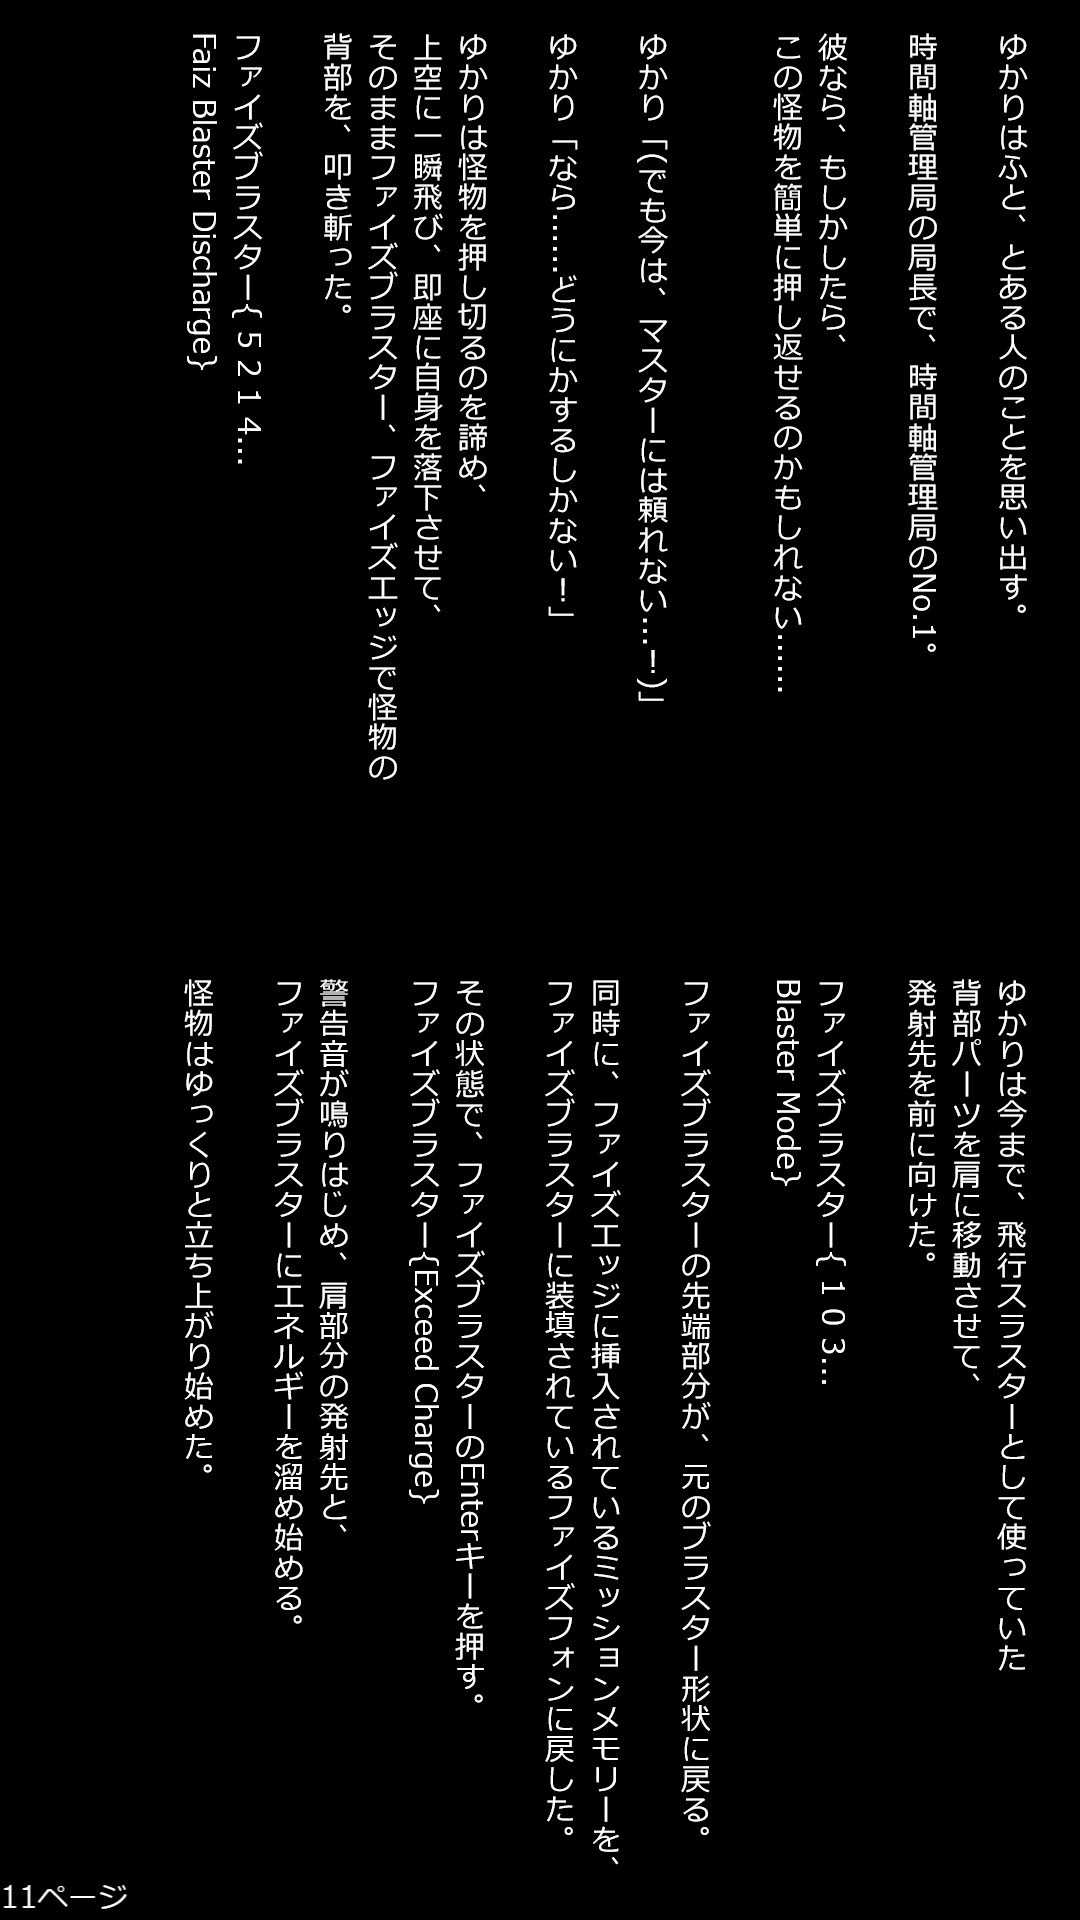 ゆかりはふと、とある人のことを思い出す。
時間軸管理局の局長で、時間軸管理局のNo.1。
彼なら、もしかしたら、
この怪物を簡単に押し返せるのかもしれない……
ゆかり「(でも今は、マスターには頼れない…！)」
ゆかり「なら……どうにかするしかない！」
ゆかりは怪物を押し切るのを諦め、
上空に一瞬飛び、即座に自身を落下させて、
そのままファイズブラスター、ファイズエッジで怪物の
背部を、叩き斬った。
ファイズブラスター{ 5 2 1 4…
Faiz Blaster Discharge}
ゆかりは今まで、飛行スラスターとして使っていた
背部パーツを肩に移動させて、
発射先を前に向けた。
ファイズブラスター{ 1 0 3…
Blaster Mode}
ファイズブラスターの先端部分が、元のブラスター形状に戻る。
同時に、ファイズエッジに挿入されているミッションメモリーを、
ファイズブラスターに装填されているファイズフォンに戻した。
その状態で、ファイズブラスターのEnterキーを押す。
ファイズブラスター{Exceed Charge}
警告音が鳴りはじめ、肩部分の発射先と、
ファイズブラスターにエネルギーを溜め始める。
怪物はゆっくりと立ち上がり始めた。
11ページ